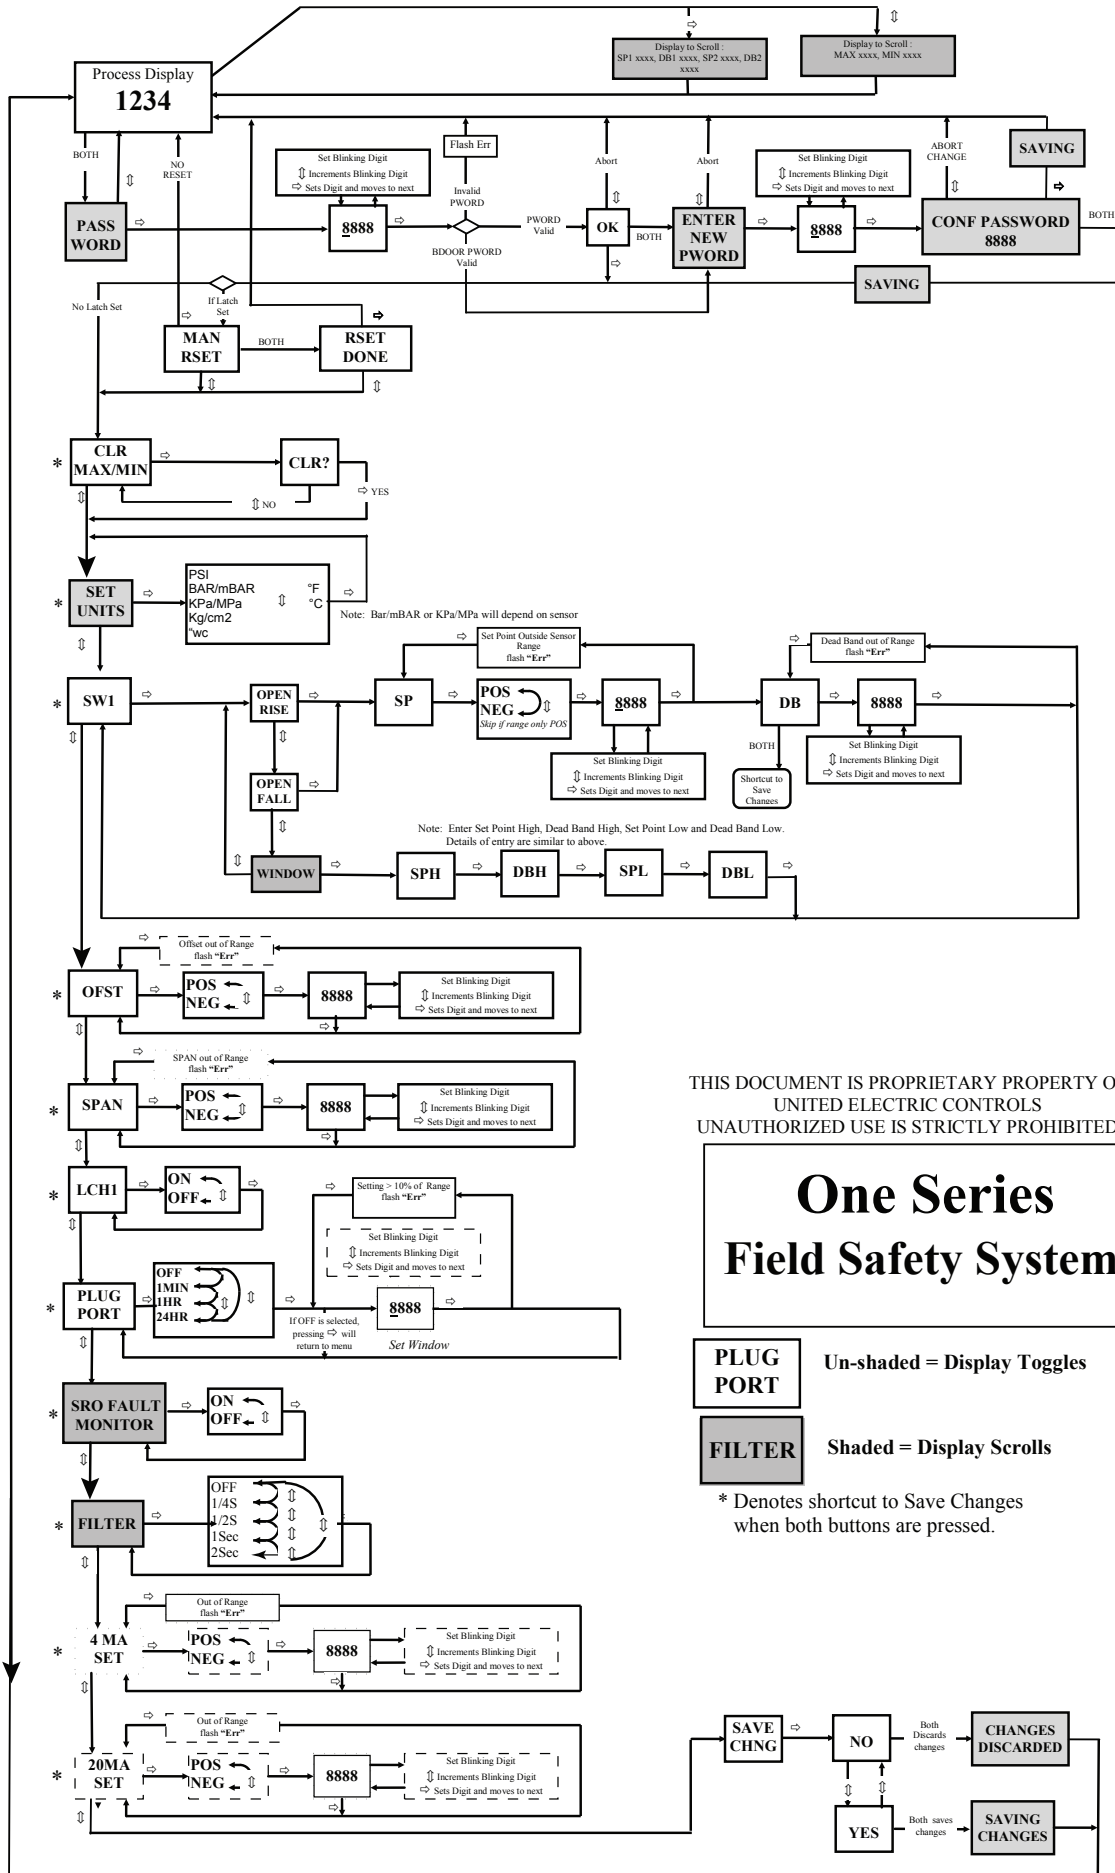 Display to Scroll :
SP1 xxxx, DB1 xxxx, SP2 xxxx, DB2
xxxx
Display to Scroll :
MAX xxxx, MIN xxxx
Process Display
1234
BOTH
NO
RESET
PASS
WORD
Set Blinking Digit
⇕ Increments Blinking Digit
⇨ Sets Digit and moves to next
8888
Flash Err
Invalid
PWORD
PWORD
Valid
BDOOR PWORD
Valid
Abort
OK
BOTH
Abort
ENTER
NEW
PWORD
Set Blinking Digit
⇕ Increments Blinking Digit
⇨ Sets Digit and moves to next
8888
ABORT
CHANGE
SAVING
CONF PASSWORD
8888
BOTH
SAVING
No Latch Set
If Latch
Set
MAN
RSET
BOTH
RSET
DONE
* CLR
MAX/MIN
CLR?
⇨ YES
⇕ NO
* SET
UNITS
PSI
BAR/mBAR
KPa/MPa
Kg/cm2
"wc
°F
°C
Note: Bar/mBAR or KPa/MPa will depend on sensor
* SW1
OPEN
RISE
OPEN
FALL
WINDOW
Set Point Outside Sensor
Range
flash "Err"
SP
POS
NEG
Skip if range only POS
8888
Set Blinking Digit
⇕ Increments Blinking Digit
⇨ Sets Digit and moves to next
Dead Band out of Range
flash "Err"
DB
BOTH
Shortcut to
Save
Changes
8888
Set Blinking Digit
⇕ Increments Blinking Digit
⇨ Sets Digit and moves to next
Note: Enter Set Point High, Dead Band High, Set Point Low and Dead Band Low.
Details of entry are similar to above.
SPH
DBH
SPL
DBL
Offset out of Range
flash "Err"
* OFST
POS
NEG
8888
Set Blinking Digit
⇕ Increments Blinking Digit
⇨ Sets Digit and moves to next
SPAN out of Range
flash "Err"
* SPAN
POS
NEG
8888
Set Blinking Digit
⇕ Increments Blinking Digit
⇨ Sets Digit and moves to next
* LCH1
ON
OFF
Setting > 10% of Range
flash "Err"
Set Blinking Digit
⇕ Increments Blinking Digit
⇨ Sets Digit and moves to next
* PLUG
PORT
OFF
1MIN
1HR
24HR
If OFF is selected,
pressing ⇨ will
return to menu
8888
Set Window
* SRO FAULT
MONITOR
ON
OFF
* FILTER
OFF
1/4S
1/2S
1Sec
2Sec
Out of Range
flash "Err"
* 4 MA
SET
POS
NEG
8888
Set Blinking Digit
⇕ Increments Blinking Digit
⇨ Sets Digit and moves to next
Out of Range
flash "Err"
* 20MA
SET
POS
NEG
8888
Set Blinking Digit
⇕ Increments Blinking Digit
⇨ Sets Digit and moves to next
THIS DOCUMENT IS PROPRIETARY PROPERTY O
UNITED ELECTRIC CONTROLS
UNAUTHORIZED USE IS STRICTLY PROHIBITED
One Series
Field Safety System
PLUG
PORT
Un-shaded = Display Toggles
FILTER
Shaded = Display Scrolls
* Denotes shortcut to Save Changes
when both buttons are pressed.
SAVE
CHNG
NO
Both
Discards
changes
CHANGES
DISCARDED
YES
Both saves
changes
SAVING
CHANGES